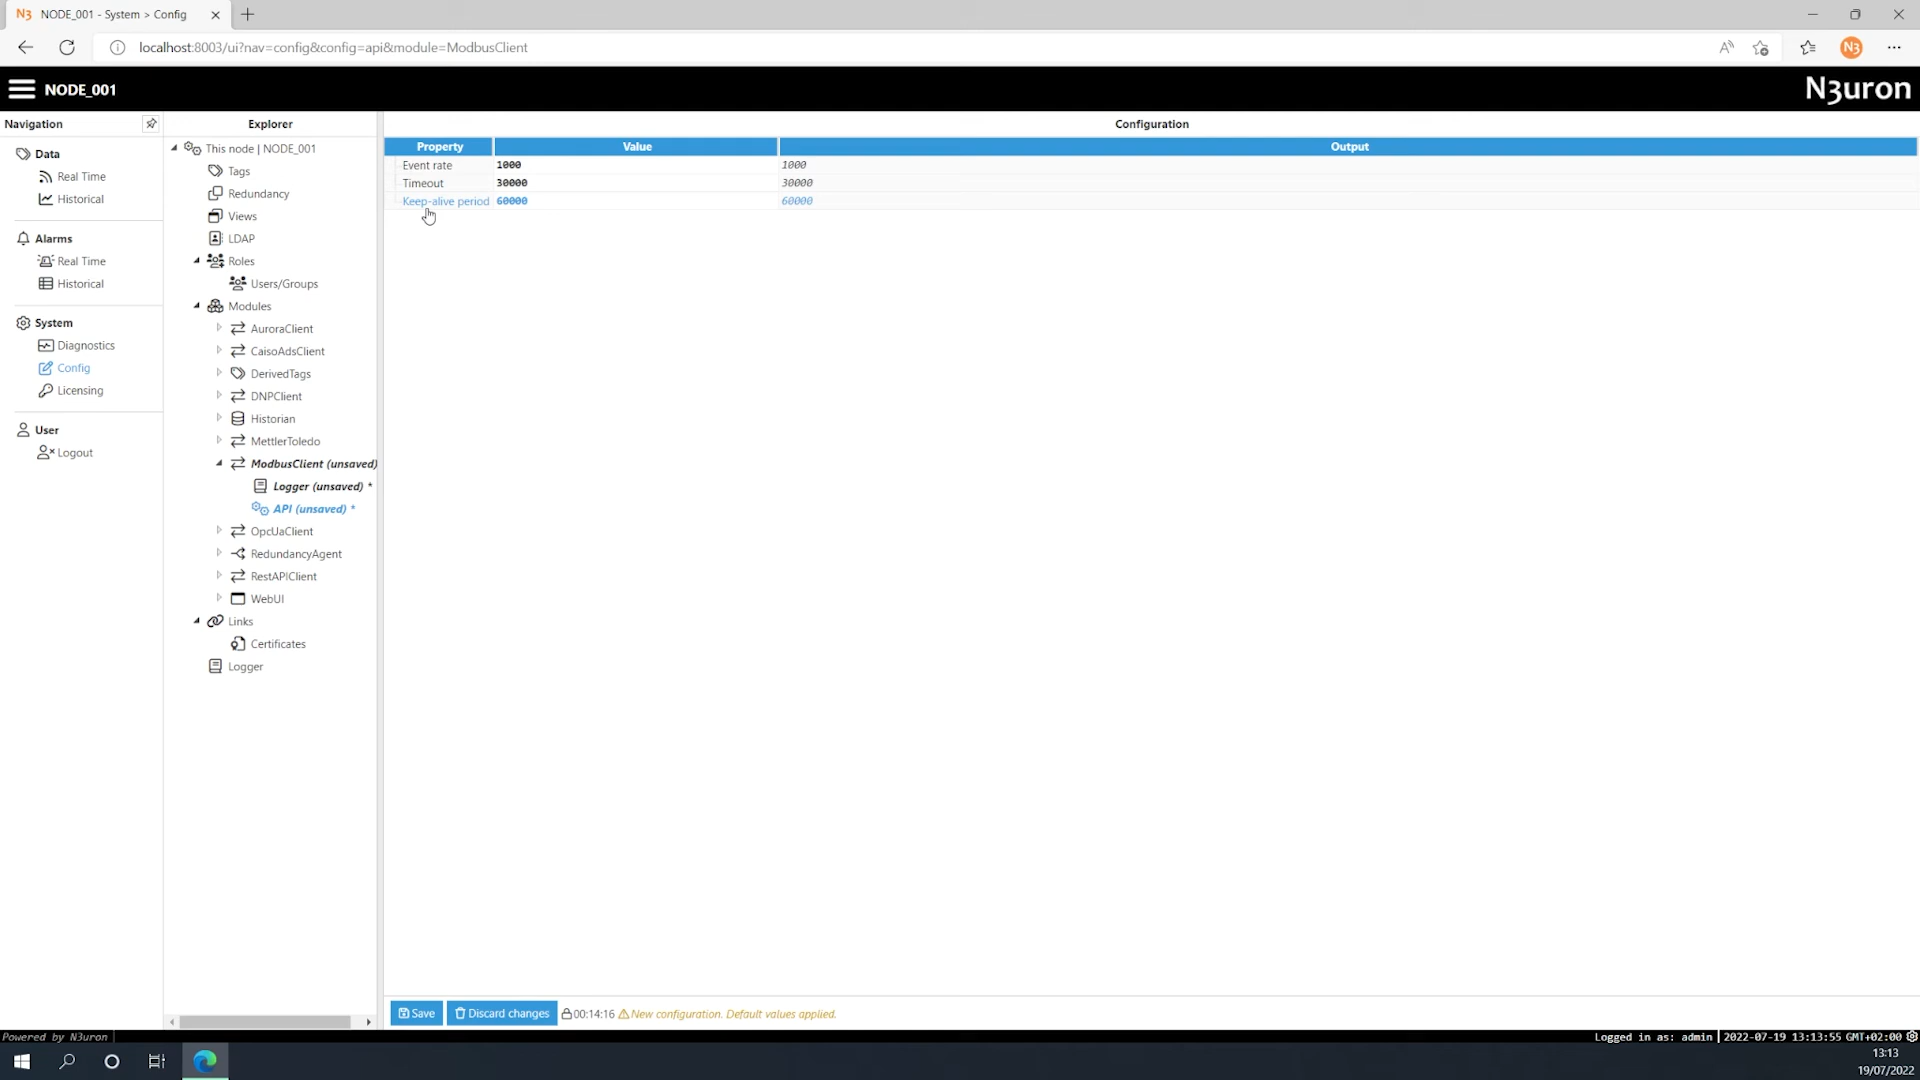 N3 NODE_001 - System > Config
localhost:8003/ui?nav=config&config=api&module=ModbusClient
N3
NODE_001
N3uron
Navigation
Data
Real Time
Historical
Alarms
Real Time
Historical
System
Diagnostics
Config
Licensing
User
Logout
Explorer
This node | NODE_001
Tags
Redundancy
Views
LDAP
Roles
Users/Groups
Modules
AuroraClient
CaisoAdsClient
DerivedTags
DNPClient
Historian
MettlerToledo
ModbusClient (unsaved)
Logger (unsaved) *
API (unsaved) *
OpcUaClient
RedundancyAgent
RestAPIClient
WebUI
Links
Certificates
Logger
Configuration
Property Value Output
Event rate 1000 1000
Timeout 30000 30000
Keep-alive period 60000 60000
Save Discard changes 00:14:16 New configuration. Default values applied.
Powered by N3uron
Logged in as: admin | 2022-07-19 13:13:55 GMT+02:00
13:13
19/07/2022